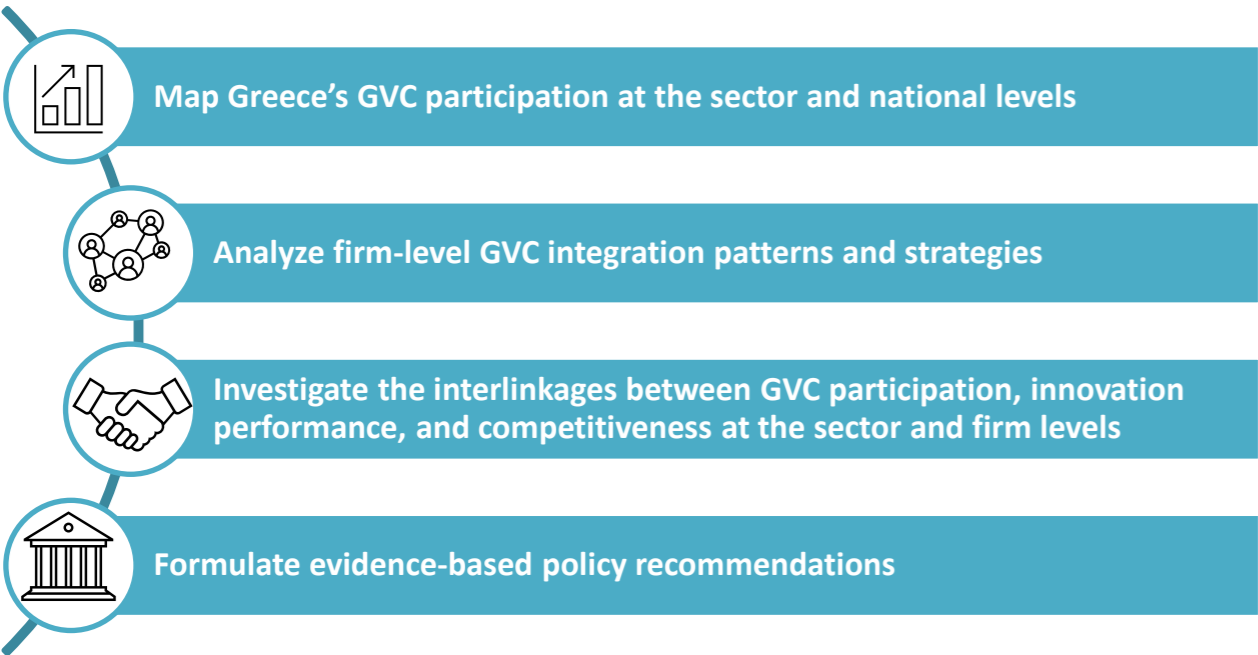 Map Greece’s GVC participation at the sector and national levels
Analyze firm-level GVC integration patterns and strategies
Investigate the interlinkages between GVC participation, innovation
performance, and competitiveness at the sector and firm levels
Formulate evidence-based policy recommendations